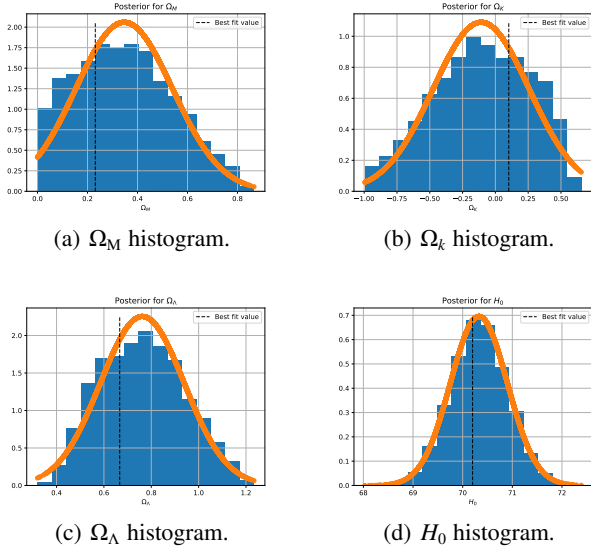 Posterior for Ω_M
Best fit value
2.00
1.75
1.50
1.25
1.00
0.75
0.50
0.25
0.00
0.0 0.2 0.4 0.6 0.8
Ω_M
(a) Ω_M histogram.
Posterior for Ω_K
Best fit value
1.0
0.8
0.6
0.4
0.2
0.0
−1.00 −0.75 −0.50 −0.25 0.00 0.25 0.50
Ω_K
(b) Ω_k histogram.
Posterior for Ω_Λ
Best fit value
2.0
1.5
1.0
0.5
0.0
0.4 0.6 0.8 1.0 1.2
Ω_Λ
(c) Ω_Λ histogram.
Posterior for H_0
Best fit value
0.7
0.6
0.5
0.4
0.3
0.2
0.1
0.0
68 69 70 71 72
H_0
(d) H_0 histogram.